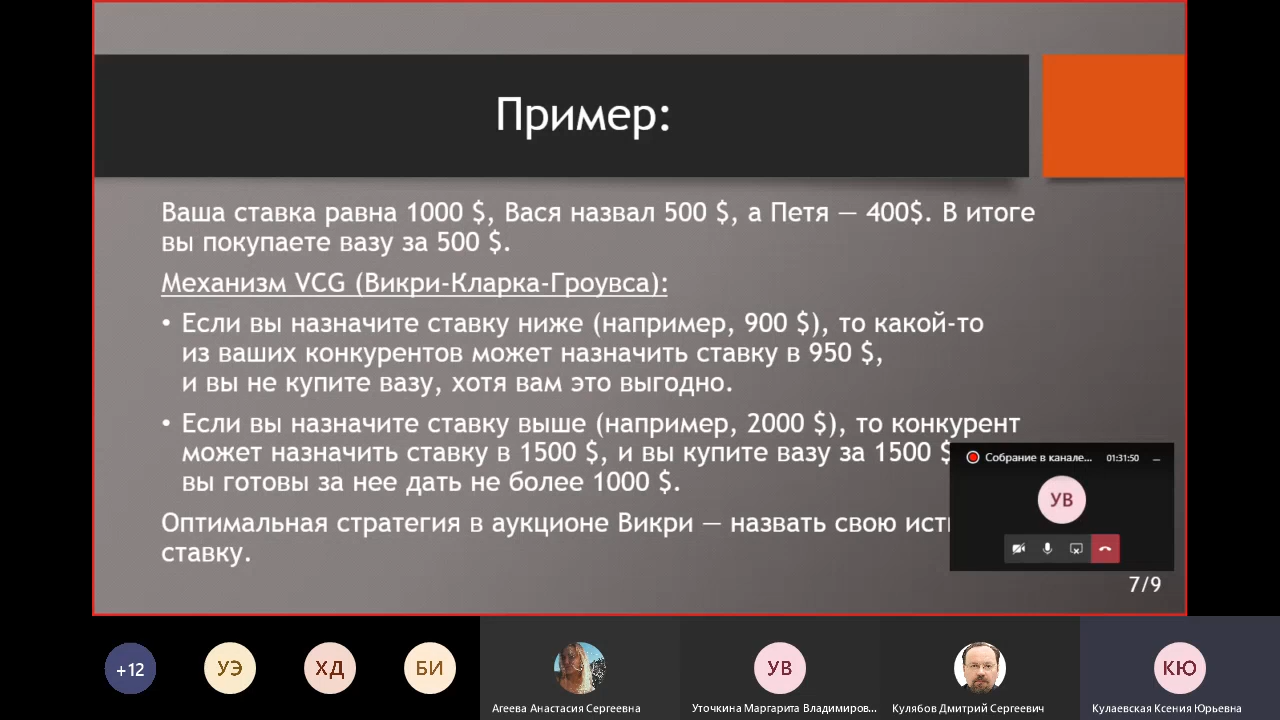 Пример:
Ваша ставка равна 1000 $, Вася назвал 500 $, а Петя — 400$. В итоге
вы покупаете вазу за 500 $.
Механизм VCG (Викри-Кларка-Гроувса):
• Если вы назначите ставку ниже (например, 900 $), то какой-то
из ваших конкурентов может назначить ставку в 950 $,
и вы не купите вазу, хотя вам это выгодно.
• Если вы назначите ставку выше (например, 2000 $), то конкурент
может назначить ставку в 1500 $, и вы купите вазу за 1500 $
вы готовы за нее дать не более 1000 $.
Оптимальная стратегия в аукционе Викри — назвать свою
ставку.
Собрание в канале... 01:31:50
УВ
7/9
+12
УЭ
ХД
БИ
УВ
КЮ
Агеева Анастасия Сергеевна
Уточкина Маргарита Владимиров...
Кулябов Дмитрий Сергеевич
Кулаевская Ксения Юрьевна